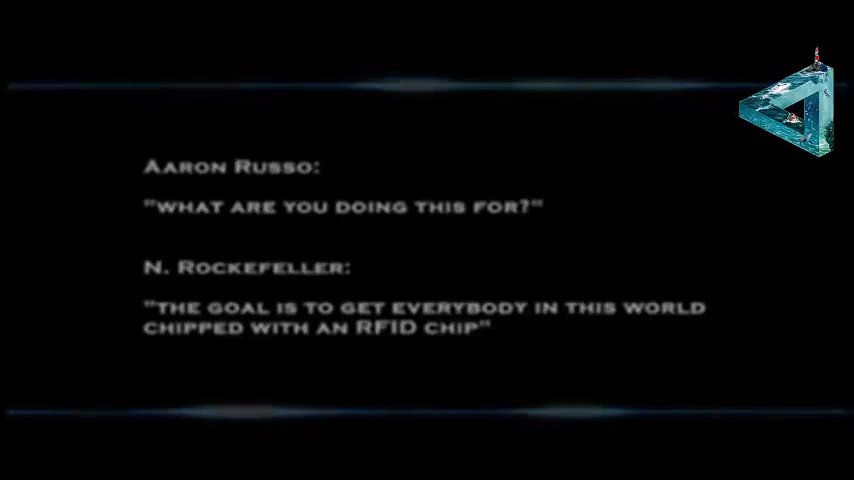 Aaron Russo:
"what are you doing this for?"
N. Rockefeller:
"the goal is to get everybody in this world
chipped with an RFID chip"